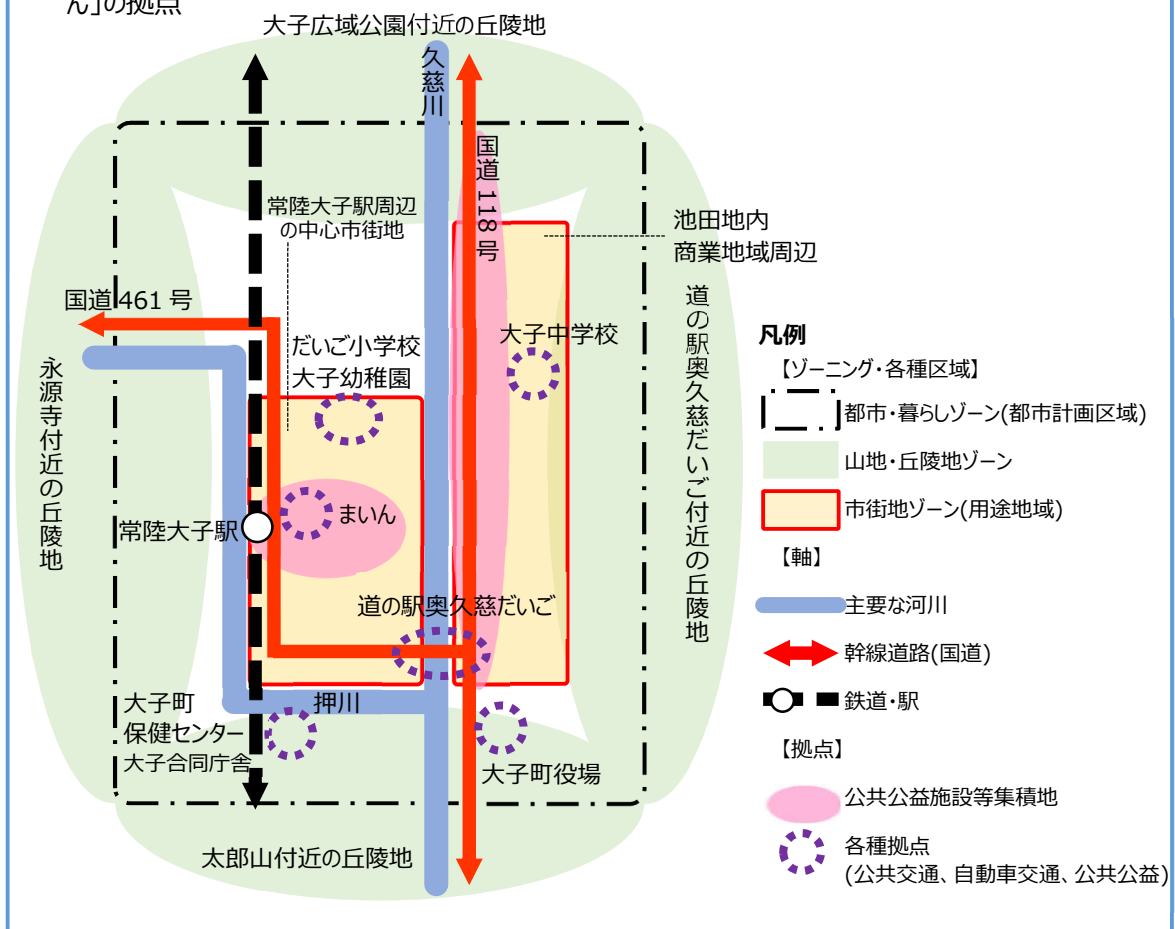 ん」の拠点
大子広域公園付近の丘陵地
久慈川
国道118号
常陸大子駅周辺
の中心市街地
池田地内
商業地域周辺
国道 461 号
だいご小学校
大子幼稚園
大子中学校
永源寺付近の丘陵地
道の駅奥久慈だいご付近の丘陵地
常陸大子駅
まいん
道の駅奥久慈だいご
大子町
保健センター
大子合同庁舎
押川
大子町役場
太郎山付近の丘陵地
凡例
【ゾーニング・各種区域】
都市・暮らしゾーン(都市計画区域)
山地・丘陵地ゾーン
市街地ゾーン(用途地域)
【軸】
主要な河川
幹線道路(国道)
鉄道・駅
【拠点】
公共公益施設等集積地
各種拠点
(公共交通、自動車交通、公共公益)